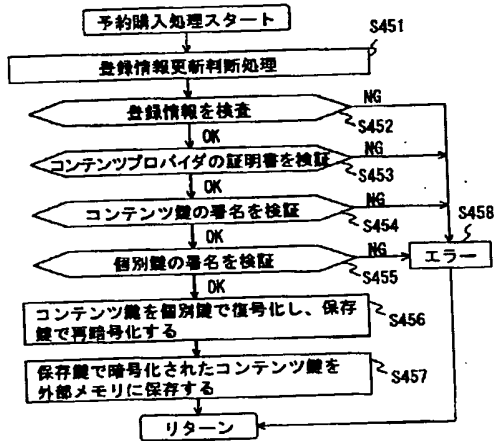 予約購入処理スタート
S451
登録情報更新判断処理
登録情報を検査
NG
S452
OK
コンテンツプロバイダの証明書を検証
NG
S453
OK
コンテンツ鍵の署名を検証
NG
S454
OK
S458
エラー
個別鍵の署名を検証
NG
S455
OK
コンテンツ鍵を個別鍵で復号化し、保存
鍵で再暗号化する
S456
保存鍵で暗号化されたコンテンツ鍵を
外部メモリに保存する
S457
リターン